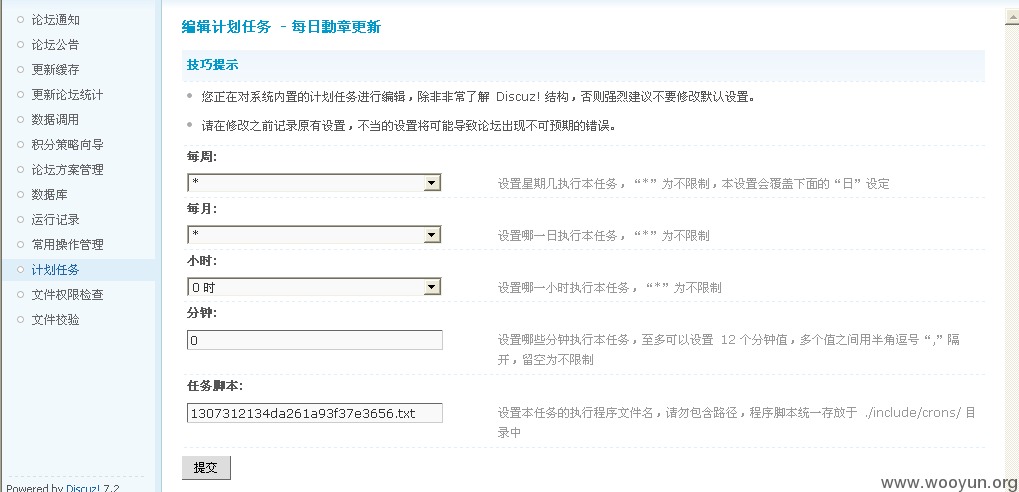 论坛通知
论坛公告
更新缓存
更新论坛统计
数据调用
积分策略向导
论坛方案管理
数据库
运行记录
常用操作管理
计划任务
文件权限检查
文件校验
Powered by Discuz! 7.2
编辑计划任务 - 每日勳章更新
技巧提示
您正在对系统内置的计划任务进行编辑，除非非常了解 Discuz! 结构，否则强烈建议不要修改默认设置。
请在修改之前记录原有设置，不当的设置将可能导致论坛出现不可预期的错误。
每周:
*
设置星期几执行本任务，“*”为不限制，本设置会覆盖下面的“日”设定
每月:
*
设置哪一日执行本任务，“*”为不限制
小时:
0 时
设置哪一小时执行本任务，“*”为不限制
分钟:
0
设置哪些分钟执行本任务，至多可以设置 12 个分钟值，多个值之间用半角逗号“,”隔
开，留空为不限制
任务脚本:
1307312134da261a93f37e3656.txt
设置本任务的执行程序文件名，请勿包含路径，程序脚本统一存放于 ./include/crons/ 目
录中
提交
www.wooyun.org